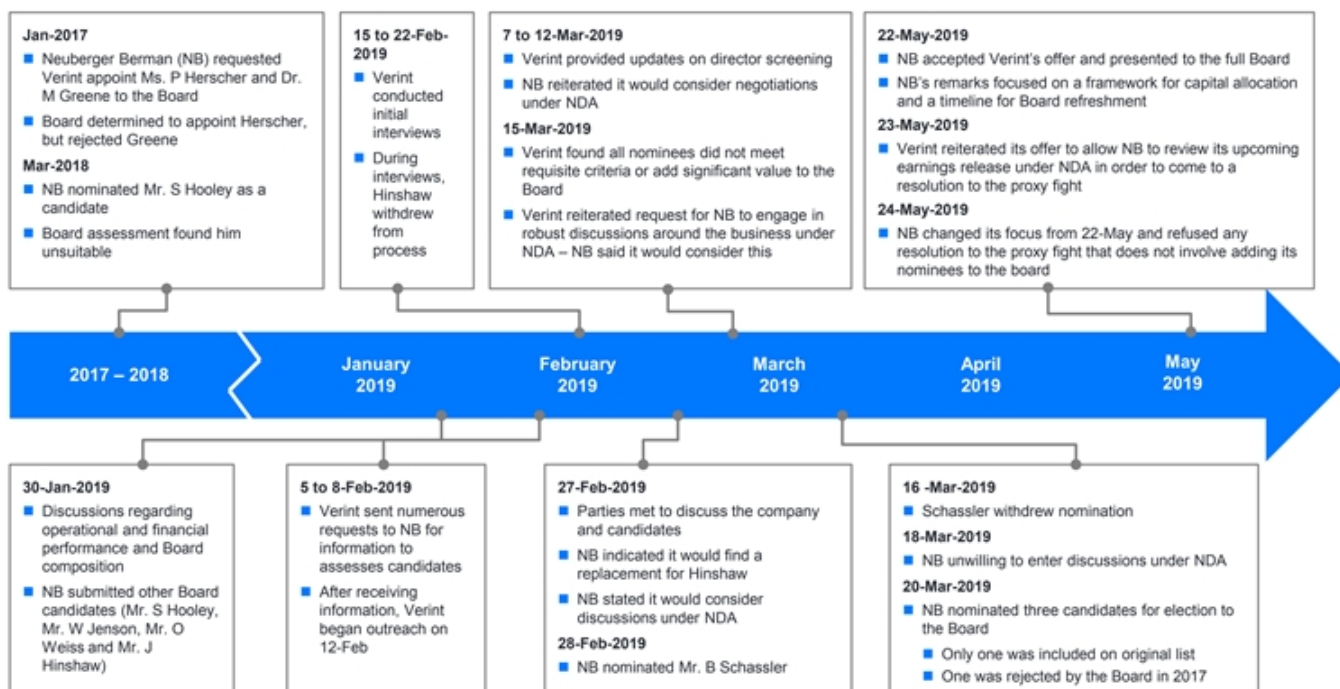 Jan-2017
Neuberger Berman (NB) requested
Verint appoint Ms. P Herscher and Dr.
M Greene to the Board
Board determined to appoint Herscher,
but rejected Greene
Mar-2018
NB nominated Mr. S Hooley as a
candidate
Board assessment found him
unsuitable
15 to 22-Feb-
2019
Verint
conducted
initial
interviews
During
interviews,
Hinshaw
withdrew
from
process
7 to 12-Mar-2019
Verint provided updates on director screening
NB reiterated it would consider negotiations
under NDA
15-Mar-2019
Verint found all nominees did not meet
requisite criteria or add significant value to the
Board
Verint reiterated request for NB to engage in
robust discussions around the business under
NDA – NB said it would consider this
22-May-2019
NB accepted Verint's offer and presented to the full Board
NB's remarks focused on a framework for capital allocation
and a timeline for Board refreshment
23-May-2019
Verint reiterated its offer to allow NB to review its upcoming
earnings release under NDA in order to come to a
resolution to the proxy fight
24-May-2019
NB changed its focus from 22-May and refused any
resolution to the proxy fight that does not involve adding its
nominees to the board
2017 – 2018
January
2019
February
2019
March
2019
April
2019
May
2019
30-Jan-2019
Discussions regarding
operational and financial
performance and Board
composition
NB submitted other Board
candidates (Mr. S Hooley,
Mr. W Jenson, Mr. O
Weiss and Mr. J
Hinshaw)
5 to 8-Feb-2019
Verint sent numerous
requests to NB for
information to
assesses candidates
After receiving
information, Verint
began outreach on
12-Feb
27-Feb-2019
Parties met to discuss the company
and candidates
NB indicated it would find a
replacement for Hinshaw
NB stated it would consider
discussions under NDA
28-Feb-2019
NB nominated Mr. B Schassler
16 -Mar-2019
Schassler withdrew nomination
18-Mar-2019
NB unwilling to enter discussions under NDA
20-Mar-2019
NB nominated three candidates for election to
the Board
Only one was included on original list
One was rejected by the Board in 2017